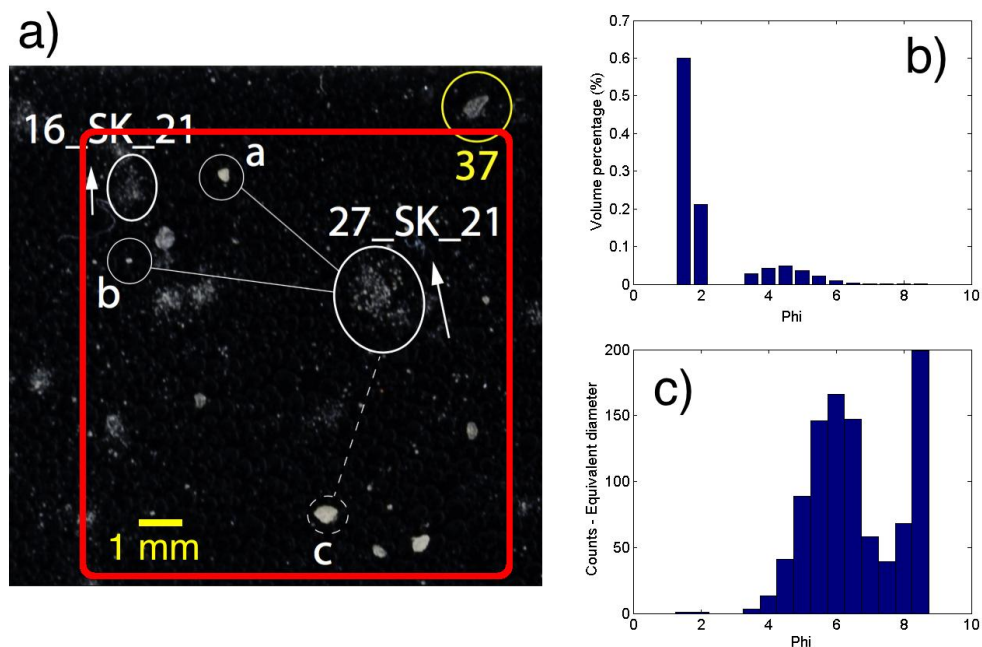 a)
16_SK_21
a
37
27_SK_21
b
c
1 mm
b)
0.7
0.6
0.5
0.4
0.3
0.2
0.1
0
0 2 4 6 8 10
Volume percentage (%)
Phi
c)
200
150
100
50
0
0 2 4 6 8 10
Counts - Equivalent diameter
Phi